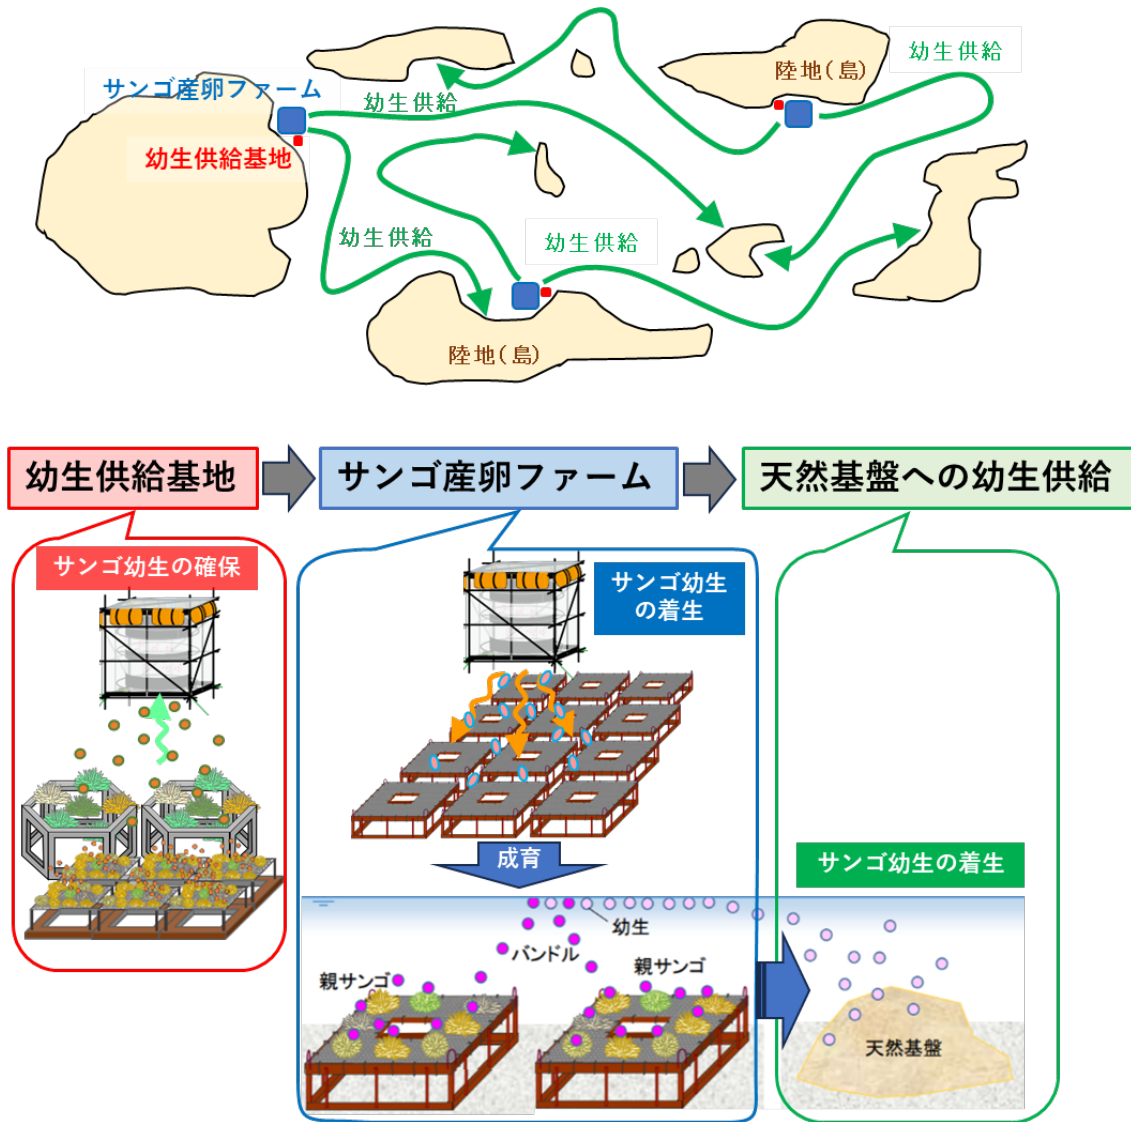 幼生供給
陸地(島)
サンゴ産卵ファーム
幼生供給
幼生供給基地
幼生供給
幼生供給
陸地(島)
幼生供給基地
サンゴ産卵ファーム
天然基盤への幼生供給
サンゴ幼生の確保
サンゴ幼生
の着生
成育
サンゴ幼生の着生
幼生
バンドル
親サンゴ
親サンゴ
天然基盤